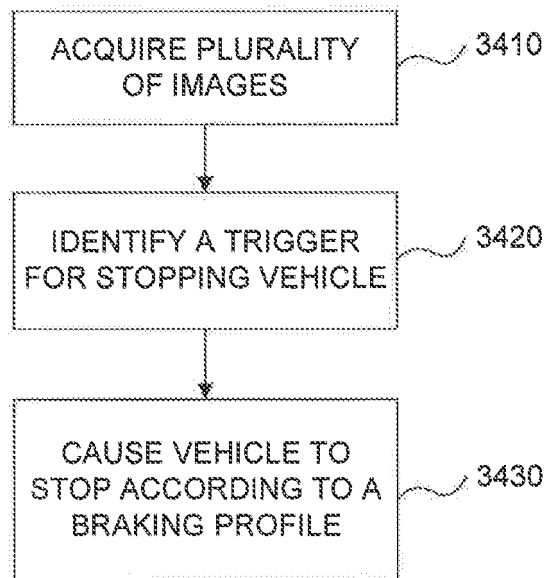 ACQUIRE PLURALITY
OF IMAGES
3410
IDENTIFY A TRIGGER
FOR STOPPING VEHICLE
3420
CAUSE VEHICLE TO
STOP ACCORDING TO A
BRAKING PROFILE
3430